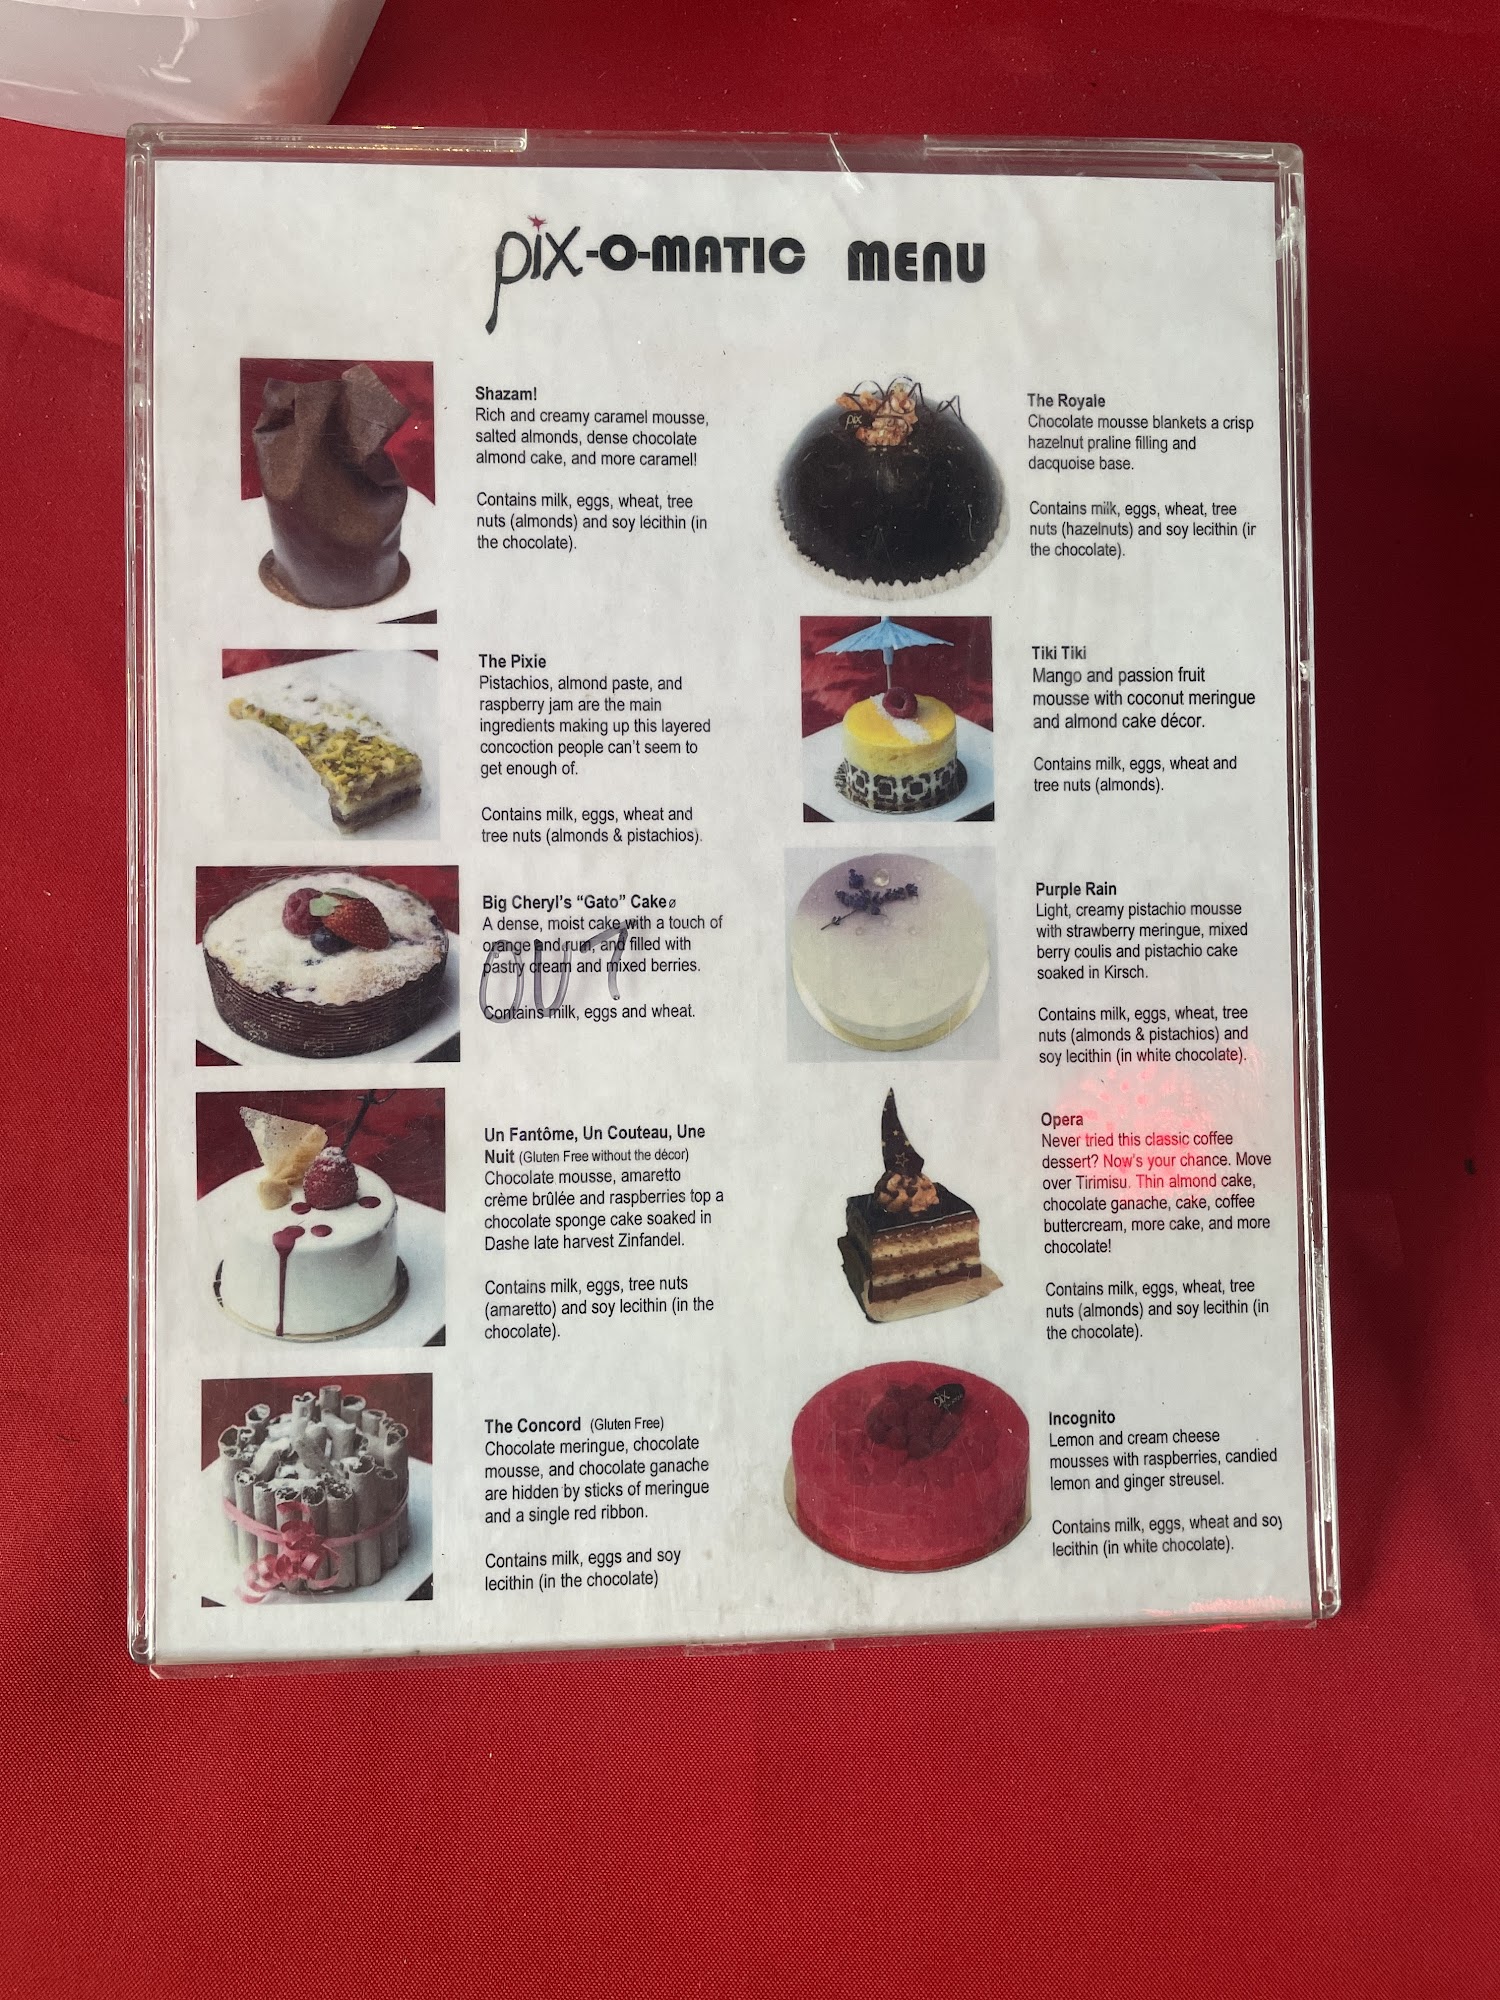 pix-O-MATIC MENU
Shazam!
Rich and creamy caramel mousse,
salted almonds, dense chocolate
almond cake, and more caramel!
Contains milk, eggs, wheat, tree
nuts (almonds) and soy lecithin (in
the chocolate).
The Pixie
Pistachios, almond paste, and
raspberry jam are the main
ingredients making up this layered
concoction people can't seem to
get enough of.
Contains milk, eggs, wheat and
tree nuts (almonds & pistachios).
Big Cheryl's “Gato” Cakeø
A dense, moist cake with a touch of
orange and rum, and filled with
pastry cream and mixed berries.
OUT
Contains milk, eggs and wheat.
Un Fantôme, Un Couteau, Une
Nuit (Gluten Free without the décor)
Chocolate mousse, amaretto
crème brûlée and raspberries top a
chocolate sponge cake soaked in
Dashe late harvest Zinfandel.
Contains milk, eggs, tree nuts
(amaretto) and soy lecithin (in the
chocolate).
The Concord (Gluten Free)
Chocolate meringue, chocolate
mousse, and chocolate ganache
are hidden by sticks of meringue
and a single red ribbon.
Contains milk, eggs and soy
lecithin (in the chocolate)
pix
The Royale
Chocolate mousse blankets a crisp
hazelnut praline filling and
dacquoise base.
Contains milk, eggs, wheat, tree
nuts (hazelnuts) and soy lecithin (ir
the chocolate).
Tiki Tiki
Mango and passion fruit
mousse with coconut meringue
and almond cake décor.
Contains milk, eggs, wheat and
tree nuts (almonds).
Purple Rain
Light, creamy pistachio mousse
with strawberry meringue, mixed
berry coulis and pistachio cake
soaked in Kirsch.
Contains milk, eggs, wheat, tree
nuts (almonds & pistachios) and
soy lecithin (in white chocolate).
Opera
Never tried this classic coffee
dessert? Now's your chance. Move
over Tirimisu. Thin almond cake,
chocolate ganache, cake, coffee
buttercream, more cake, and more
chocolate!
Contains milk, eggs, wheat, tree
nuts (almonds) and soy lecithin (in
the chocolate).
pix
Incognito
Lemon and cream cheese
mousses with raspberries, candied
lemon and ginger streusel.
Contains milk, eggs, wheat and soy
lecithin (in white chocolate).